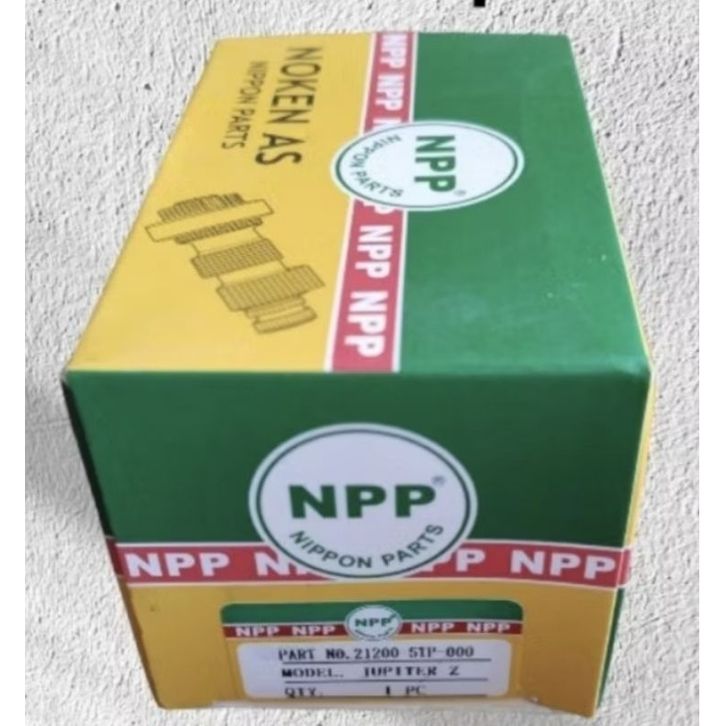 NOKEN AS
NIPPON PARTS
NPP NPP
NPP®
NIPPON PARTS
NPP NPP
NPP®
NIPPON PARTS
NPP
NPP
NPP NPP
NPP
NPP NPP
PART NO. 21200 5TP-000
MODEL. JUPITER Z
QTY. 1 PC